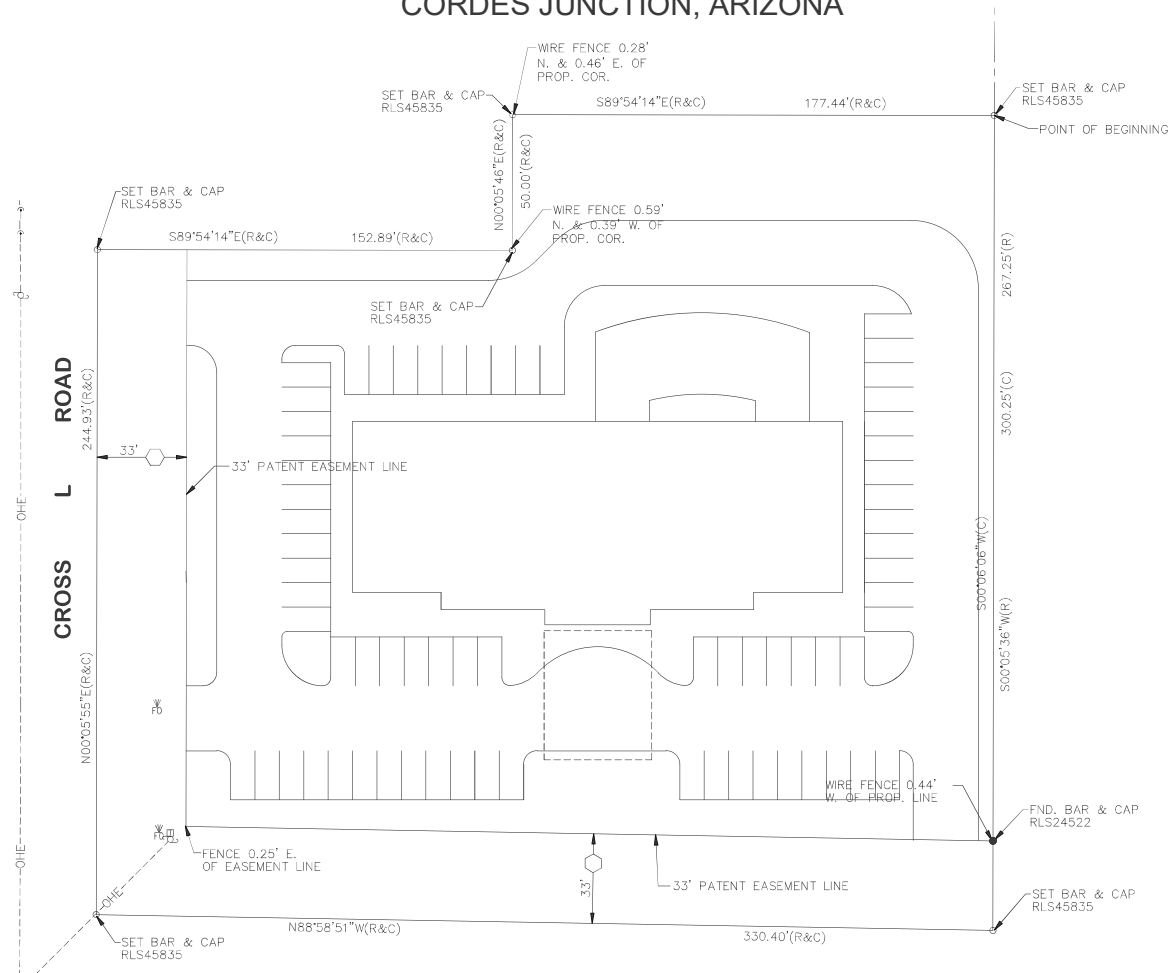 CORDES JUNCTION, ARIZONA
WIRE FENCE 0.28'
N. & 0.46' E. OF
PROP. COR.
SET BAR & CAP
RLS45835
S89°54'14"E(R&C)
177.44'(R&C)
SET BAR & CAP
RLS45835
POINT OF BEGINNING
N00°05'46"E(R&C)
50.00'(R&C)
SET BAR & CAP
RLS45835
WIRE FENCE 0.59'
N. & 0.39' W. OF
PROP. COR.
S89°54'14"E(R&C)
152.89'(R&C)
SET BAR & CAP
RLS45835
267.25'(R)
300.25'(C)
CROSS L ROAD
244.93'(R&C)
33'
33' PATENT EASEMENT LINE
OHE
S00°06'06"W(C)
S00°05'36"W(R)
N00°05'55"E(R&C)
FO
WIRE FENCE 0.44'
W. OF PROP. LINE
FND. BAR & CAP
RLS24522
FO
FENCE 0.25' E.
OF EASEMENT LINE
OHE
OHE
33'
33' PATENT EASEMENT LINE
SET BAR & CAP
RLS45835
N88°58'51"W(R&C)
330.40'(R&C)
SET BAR & CAP
RLS45835